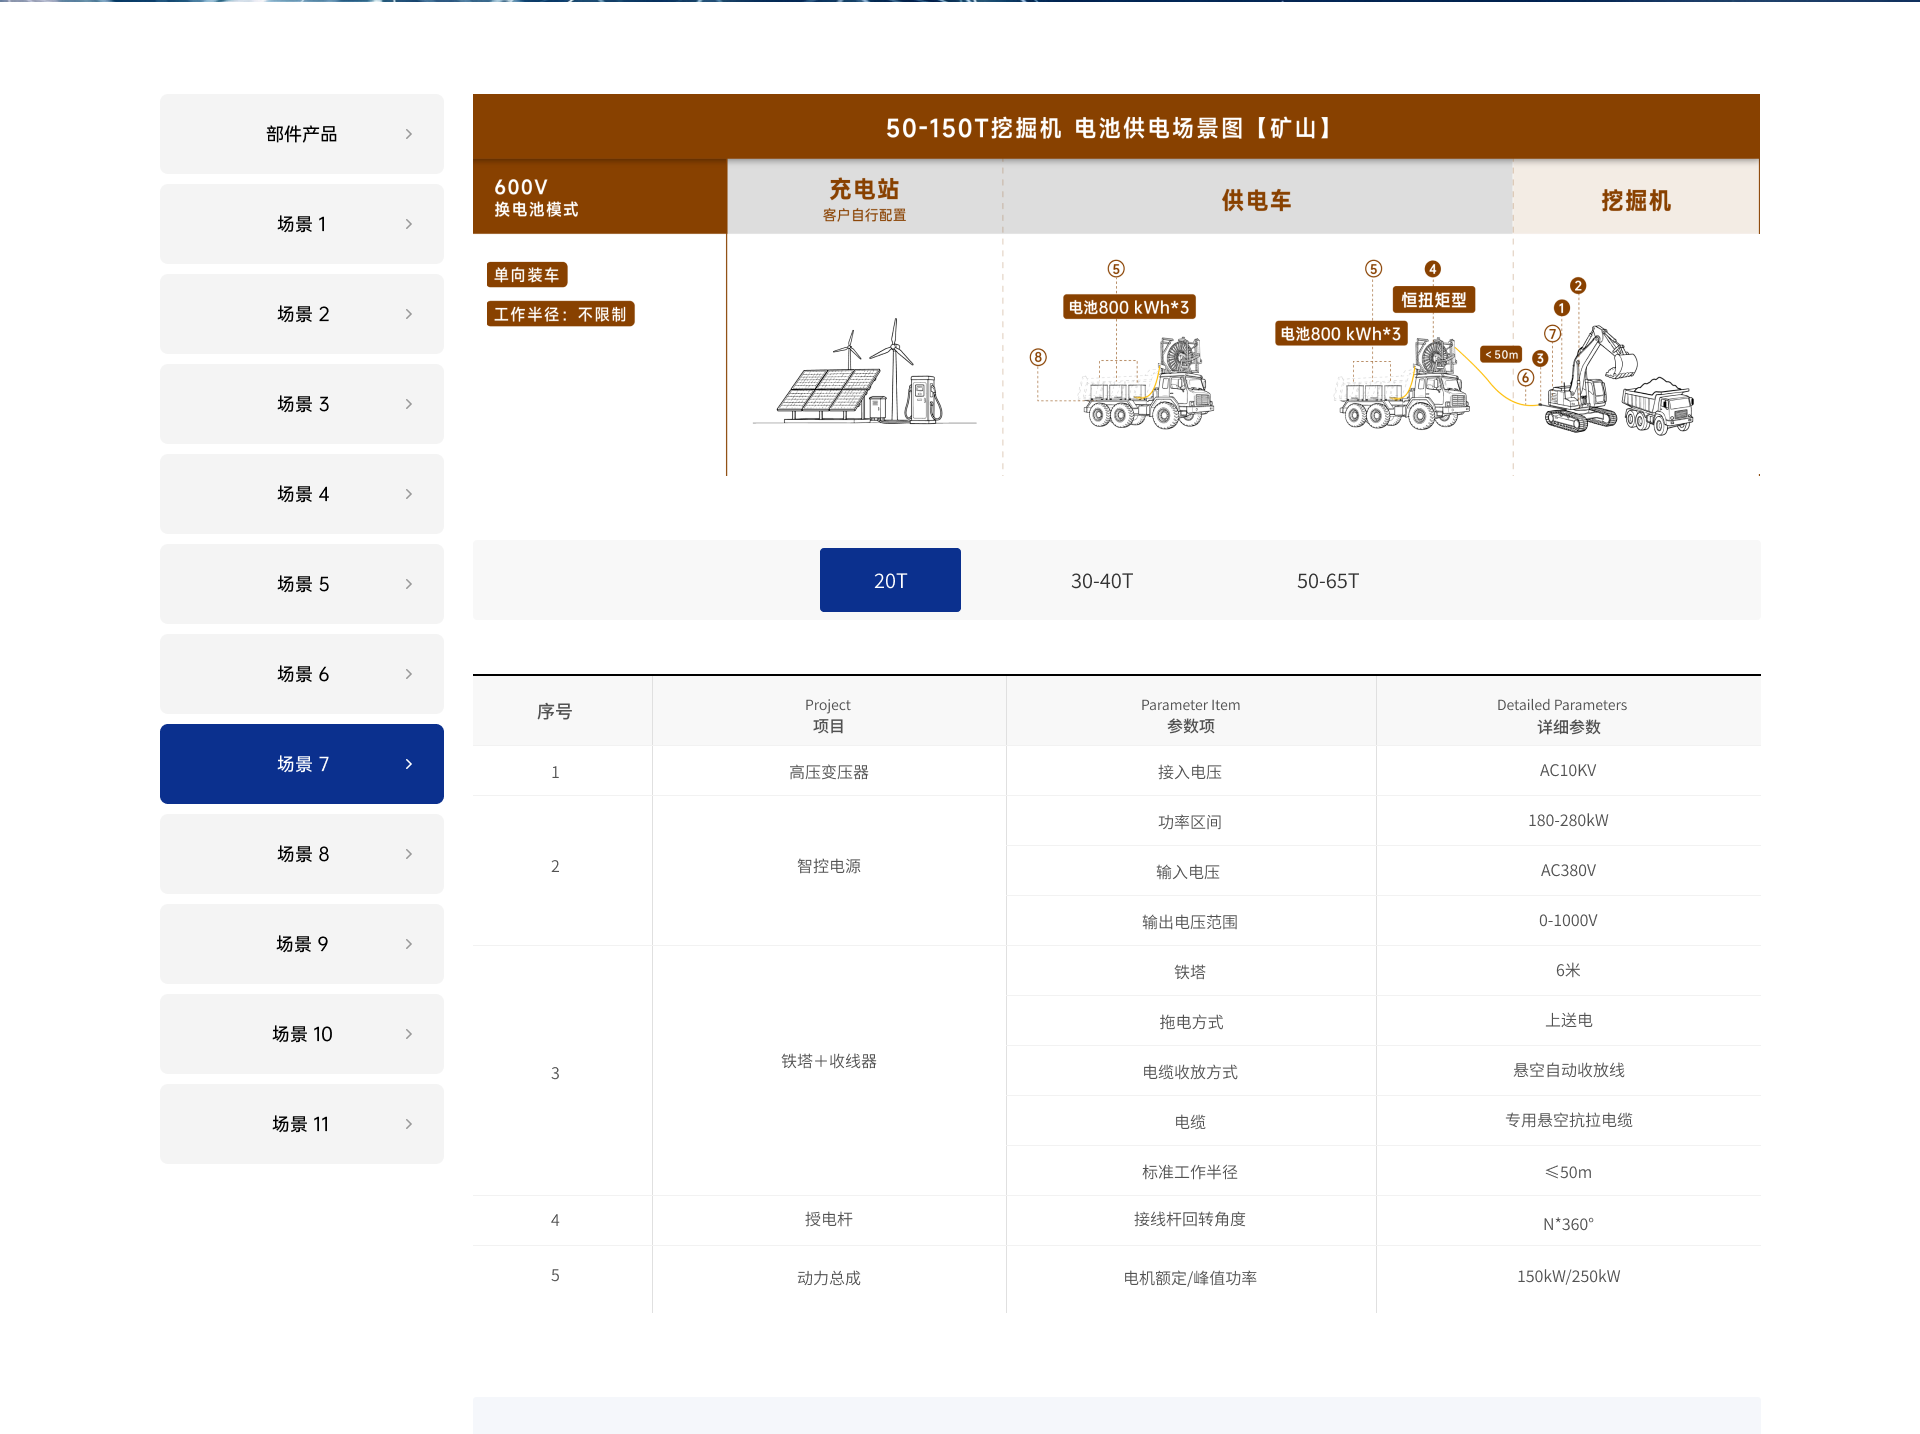 部件产品
场景 1
场景 2
场景 3
场景 4
场景 5
场景 6
场景 7
场景 8
场景 9
场景 10
场景 11
50-150T挖掘机 电池供电场景图【矿山】
600V
换电池模式
充电站
客户自行配置
供电车
挖掘机
单向装车
工作半径：不限制
⑤
电池800 kWh*3
⑧
⑤
❹
恒扭矩型
电池800 kWh*3
<50m
❷
❶
⑦
❸
⑥
20T
30-40T
50-65T
序号
Project
项目
Parameter Item
参数项
Detailed Parameters
详细参数
1
高压变压器
接入电压
AC10KV
2
智控电源
功率区间
180-280kW
输入电压
AC380V
输出电压范围
0-1000V
3
铁塔＋收线器
铁塔
6米
拖电方式
上送电
电缆收放方式
悬空自动收放线
电缆
专用悬空抗拉电缆
标准工作半径
≤50m
4
授电杆
接线杆回转角度
N*360°
5
动力总成
电机额定/峰值功率
150kW/250kW